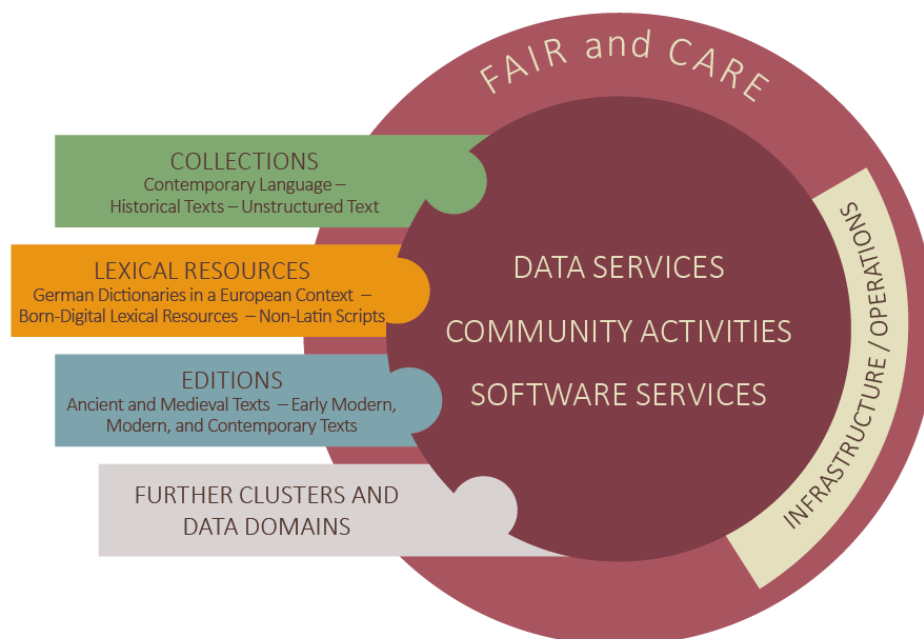 FAIR and CARE
COLLECTIONS
Contemporary Language –
Historical Texts – Unstructured Text
LEXICAL RESOURCES
German Dictionaries in a European Context –
Born-Digital Lexical Resources – Non-Latin Scripts
EDITIONS
Ancient and Medieval Texts – Early Modern,
Modern, and Contemporary Texts
FURTHER CLUSTERS AND
DATA DOMAINS
DATA SERVICES
COMMUNITY ACTIVITIES
SOFTWARE SERVICES
INFRASTRUCTURE / OPERATIONS